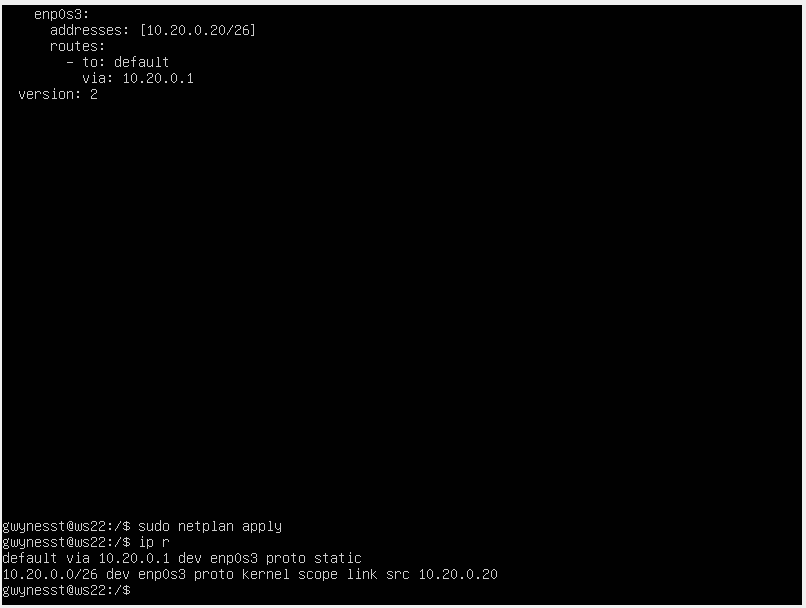 enp0s3:
      addresses: [10.20.0.20/26]
      routes:
        - to: default
          via: 10.20.0.1
  version: 2
gwynesst@ws22:/$ sudo netplan apply
gwynesst@ws22:/$ ip r
default via 10.20.0.1 dev enp0s3 proto static
10.20.0.0/26 dev enp0s3 proto kernel scope link src 10.20.0.20
gwynesst@ws22:/$